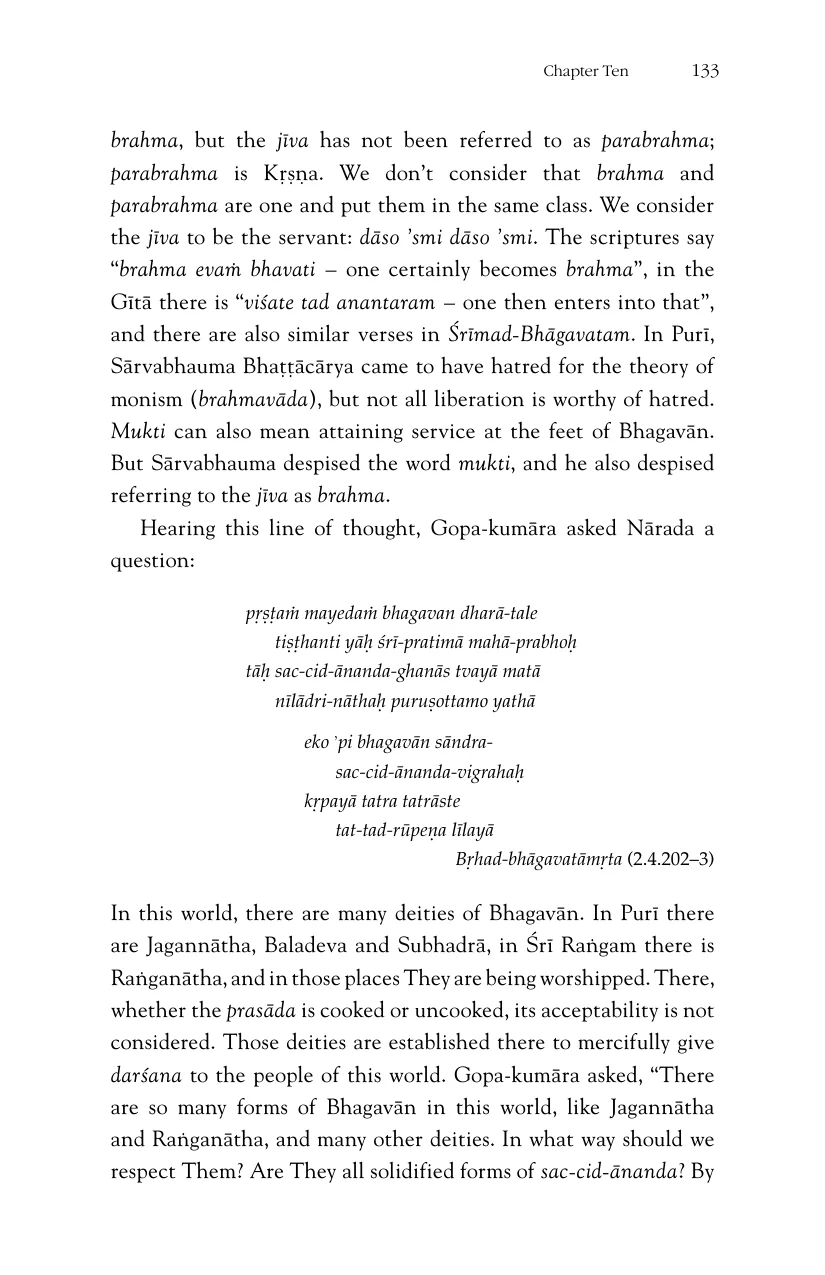 Chapter Ten 133
brahma, but the jīva has not been referred to as parabrahma;
parabrahma is Kṛṣṇa. We don’t consider that brahma and
parabrahma are one and put them in the same class. We consider
the jīva to be the servant: dāso ’smi dāso ’smi. The scriptures say
“brahma evaṁ bhavati – one certainly becomes brahma”, in the
Gītā there is “viśate tad anantaram – one then enters into that”,
and there are also similar verses in Śrīmad-Bhāgavatam. In Purī,
Sārvabhauma Bhaṭṭācārya came to have hatred for the theory of
monism (brahmavāda), but not all liberation is worthy of hatred.
Mukti can also mean attaining service at the feet of Bhagavān.
But Sārvabhauma despised the word mukti, and he also despised
referring to the jīva as brahma.
Hearing this line of thought, Gopa-kumāra asked Nārada a
question:
pṛṣṭaṁ mayedaṁ bhagavan dharā-tale
tiṣṭhanti yāḥ śrī-pratimā mahā-prabhoḥ
tāḥ sac-cid-ānanda-ghanās tvayā matā
nīlādri-nāthaḥ puruṣottamo yathā
eko ’pi bhagavān sāndra-
sac-cid-ānanda-vigrahaḥ
kṛpayā tatra tatrāste
tat-tad-rūpeṇa līlayā
Bṛhad-bhāgavatāmṛta (2.4.202–3)
In this world, there are many deities of Bhagavān. In Purī there
are Jagannātha, Baladeva and Subhadrā, in Śrī Raṅgam there is
Raṅganātha, and in those places They are being worshipped. There,
whether the prasāda is cooked or uncooked, its acceptability is not
considered. Those deities are established there to mercifully give
darśana to the people of this world. Gopa-kumāra asked, “There
are so many forms of Bhagavān in this world, like Jagannātha
and Raṅganātha, and many other deities. In what way should we
respect Them? Are They all solidified forms of sac-cid-ānanda? By